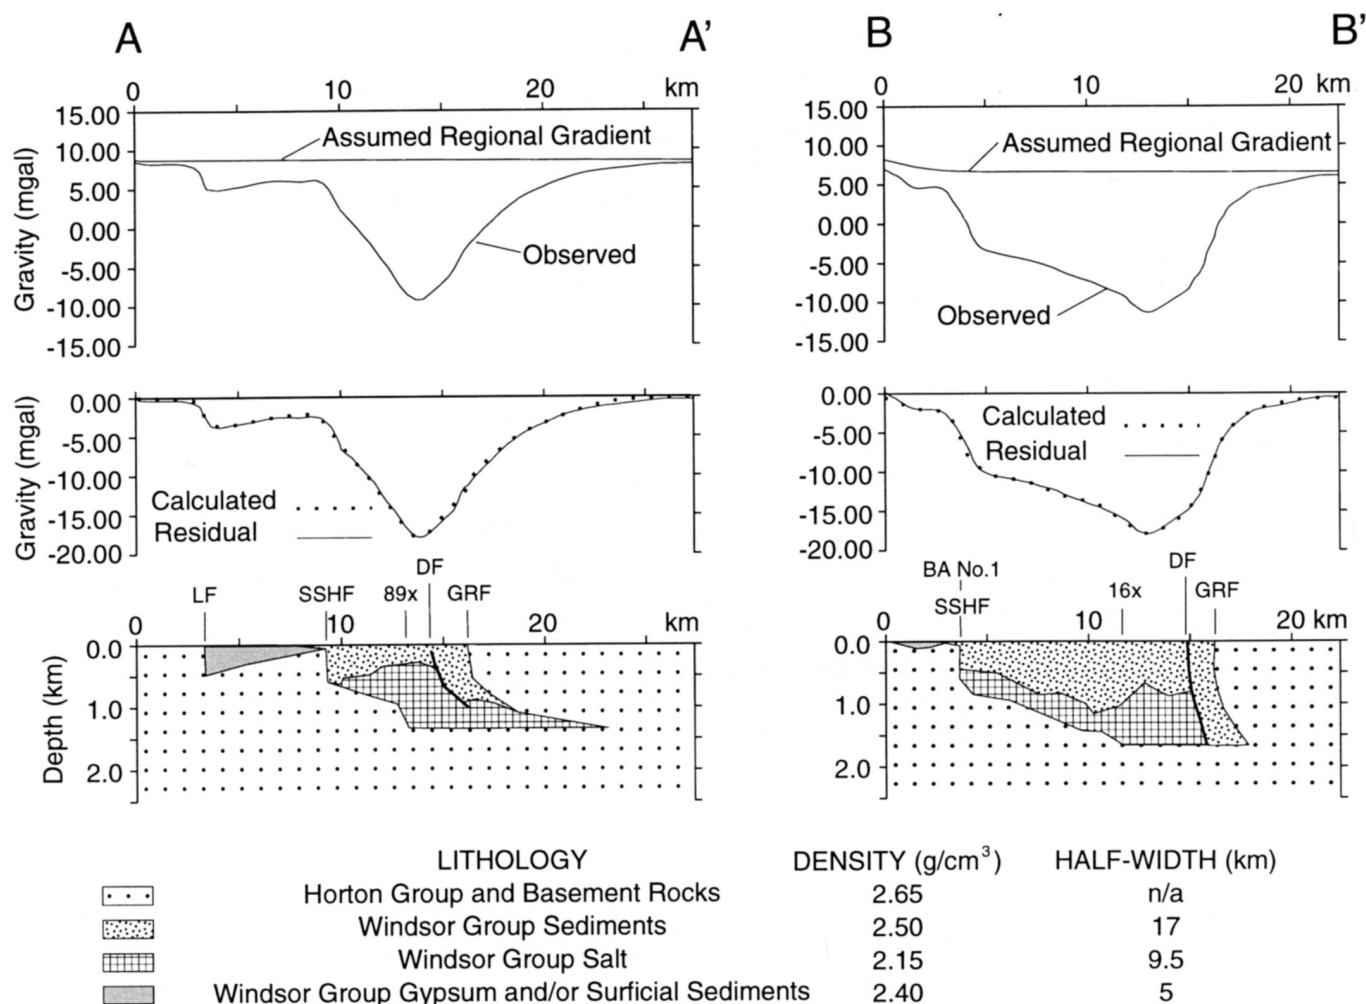 A A' B B'
0 10 20 km 0 10 20 km
15.00
10.00
5.00
0.00
-5.00
-10.00
-15.00
Gravity (mgal)
Assumed Regional Gradient
Observed
15.00
10.00
5.00
0.00
-5.00
-10.00
-15.00
Assumed Regional Gradient
Observed
0.00
-5.00
-10.00
-15.00
-20.00
Gravity (mgal)
Calculated
Residual
0.00
-5.00
-10.00
-15.00
-20.00
Calculated
Residual
LF SSHF 89x DF GRF
0 10 20 km
0.0
1.0
2.0
Depth (km)
BA No.1
SSHF 16x DF GRF
0 10 20 km
0.0
1.0
2.0
LITHOLOGY DENSITY (g/cm³) HALF-WIDTH (km)
Horton Group and Basement Rocks 2.65 n/a
Windsor Group Sediments 2.50 17
Windsor Group Salt 2.15 9.5
Windsor Group Gypsum and/or Surficial Sediments 2.40 5